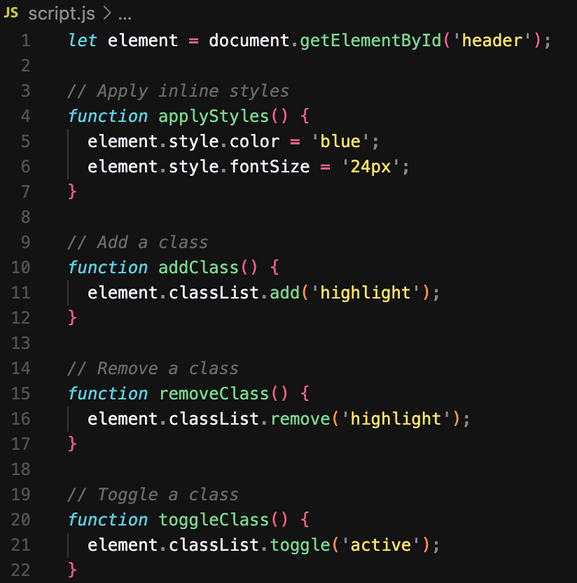 JS script.js > ...
1 let element = document.getElementById('header');
2
3 // Apply inline styles
4 function applyStyles() {
5   element.style.color = 'blue';
6   element.style.fontSize = '24px';
7 }
8
9 // Add a class
10 function addClass() {
11   element.classList.add('highlight');
12 }
13
14 // Remove a class
15 function removeClass() {
16   element.classList.remove('highlight');
17 }
18
19 // Toggle a class
20 function toggleClass() {
21   element.classList.toggle('active');
22 }